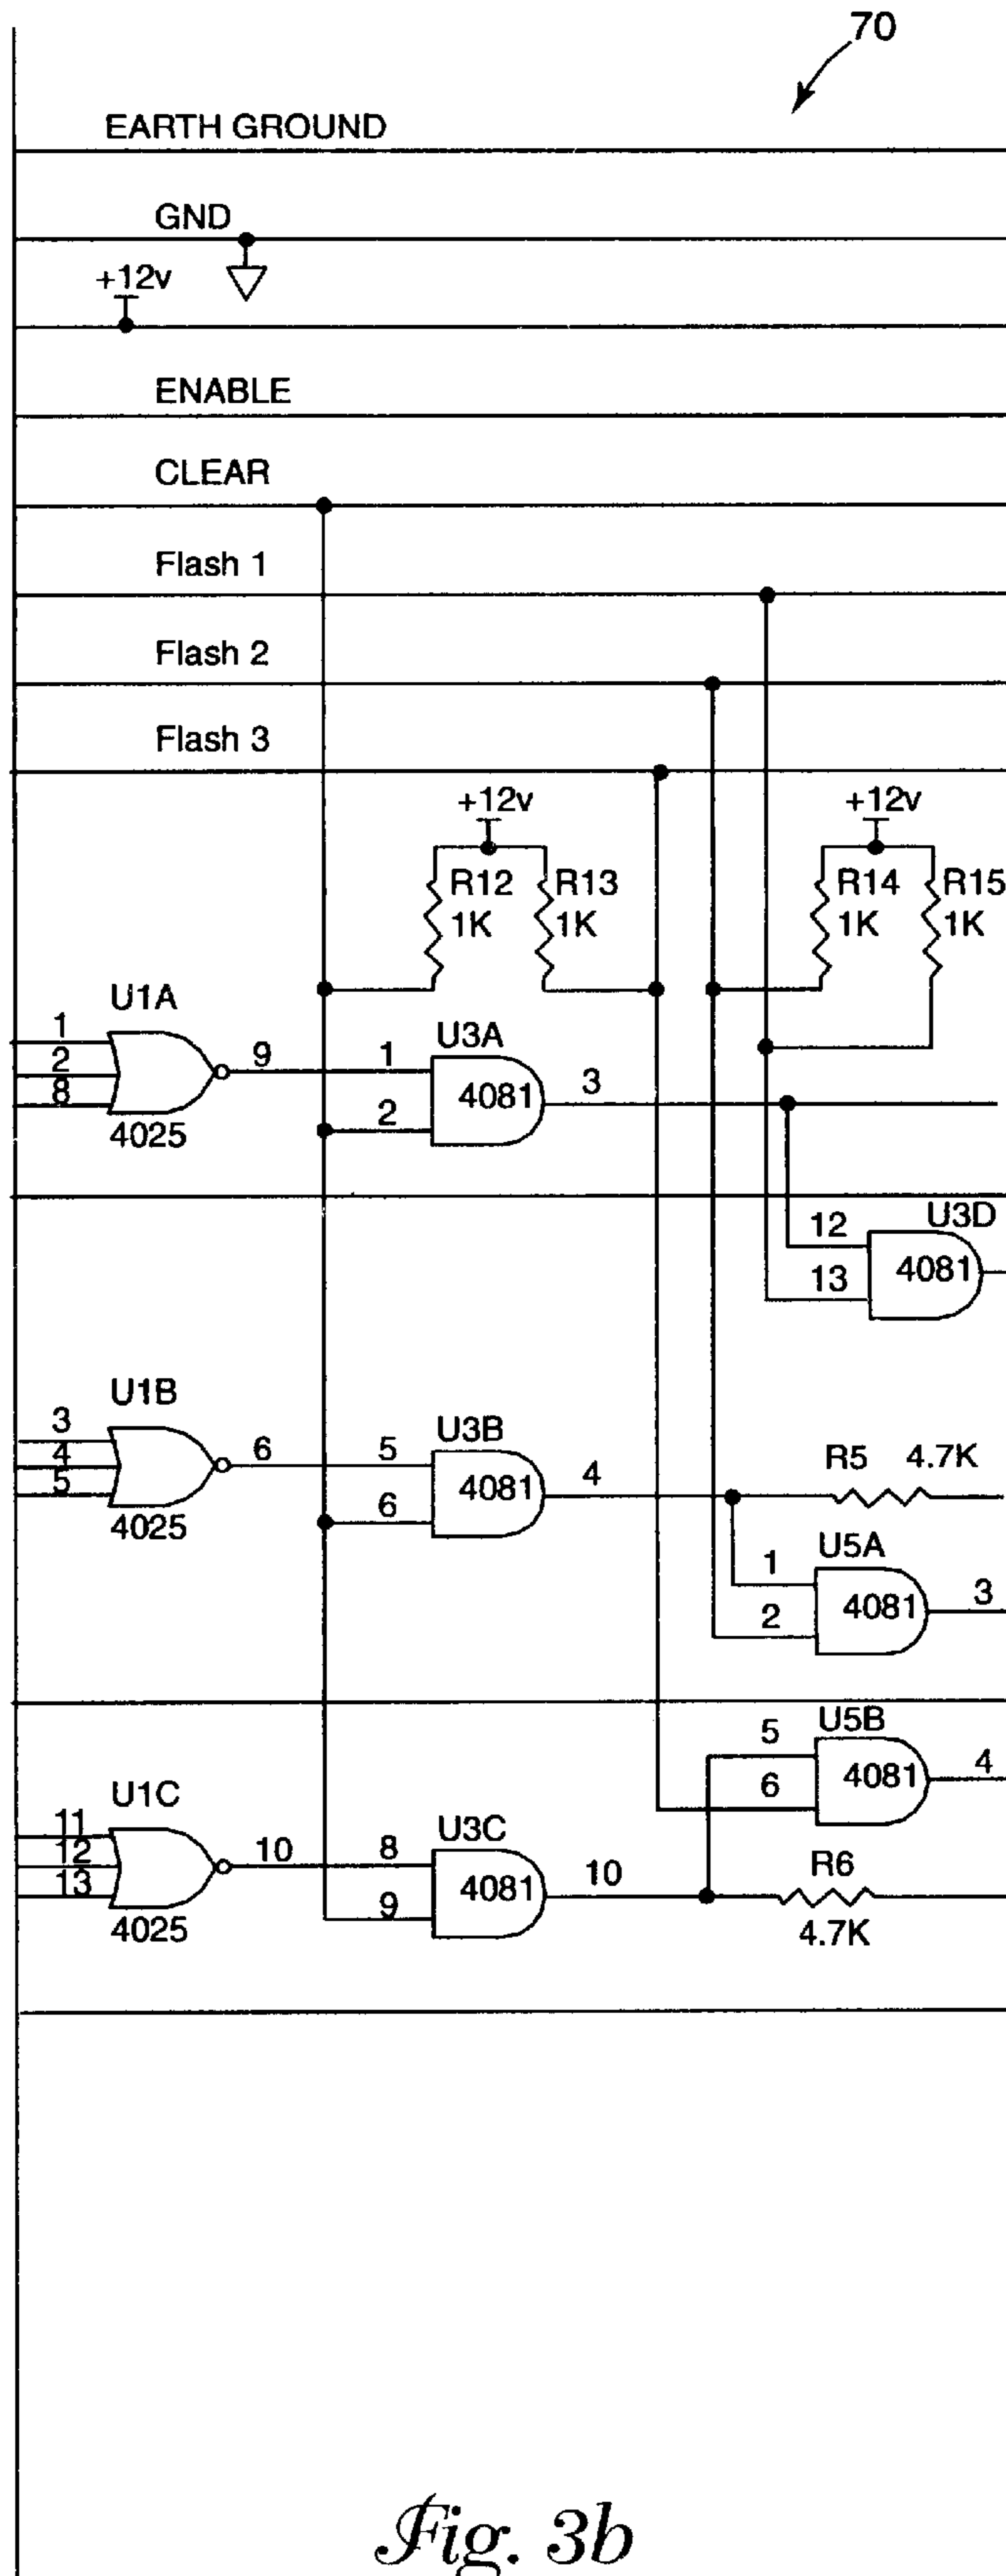 70
EARTH GROUND
GND
+12v
ENABLE
CLEAR
Flash 1
Flash 2
Flash 3
+12v +12v
R12 R13 R14 R15
1K 1K 1K 1K
U1A
1
2
8
4025
9
1
2
U3A
4081
3
12
13
U3D
4081
U1B
3
4
5
4025
6
5
6
U3B
4081
4
R5 4.7K
U5A
1
2
4081
3
U5B
5
6
4081
4
U1C
11
12
13
4025
10
8
9
U3C
4081
10
R6
4.7K
Fig. 3b